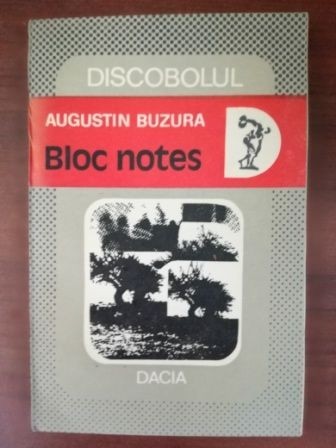 DISCOBOLUL
AUGUSTIN BUZURA
D
Bloc notes
DACIA